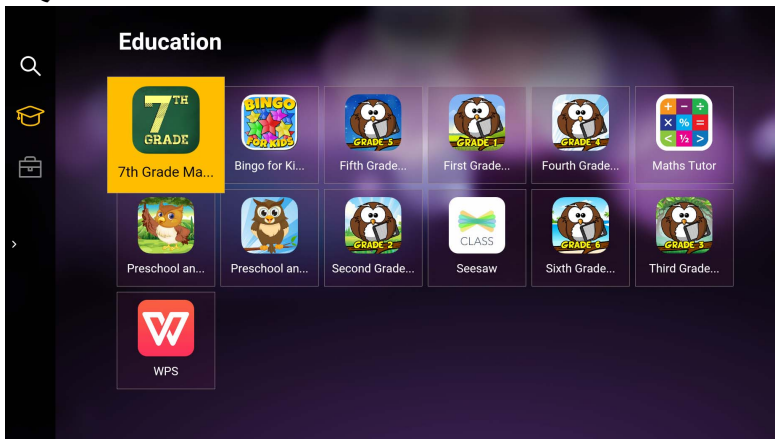 Education
7TH
GRADE
7th Grade Ma...
BINGO
FOR KIDS
Bingo for Ki...
GRADE 5
Fifth Grade...
GRADE 1
First Grade...
GRADE 4
Fourth Grade...
+ − ÷
× % =
< ½ >
Maths Tutor
Preschool an...
Preschool an...
GRADE 2
Second Grade...
CLASS
Seesaw
GRADE 6
Sixth Grade...
GRADE 3
Third Grade...
W
WPS